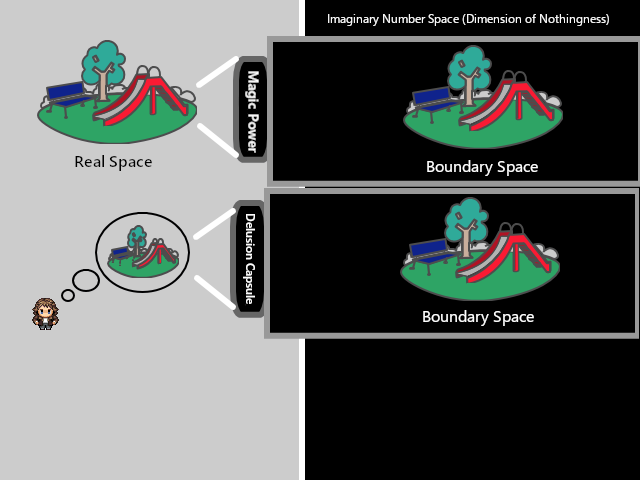 Imaginary Number Space (Dimension of Nothingness)
Magic Power
Real Space
Boundary Space
Delusion Capsule
Boundary Space